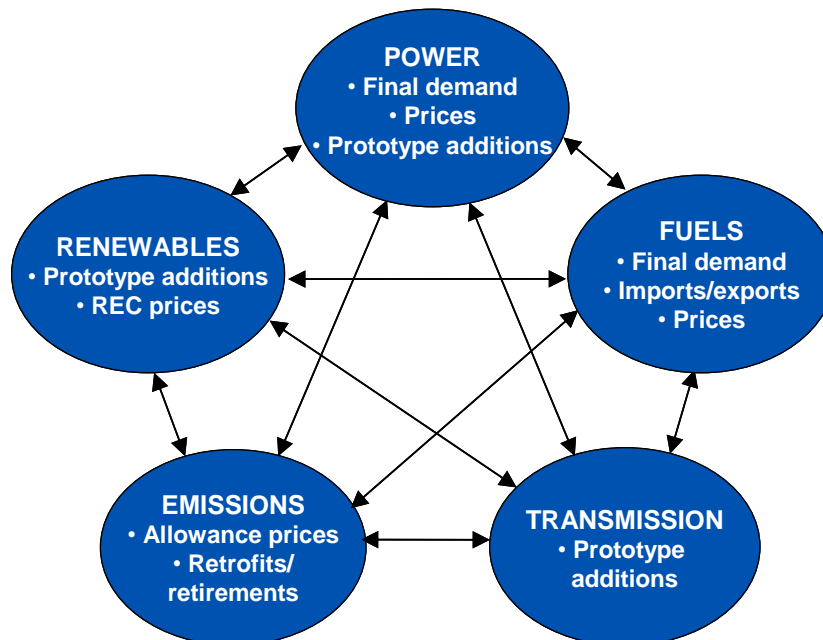 POWER
• Final demand
• Prices
• Prototype additions
RENEWABLES
• Prototype additions
• REC prices
FUELS
• Final demand
• Imports/exports
• Prices
EMISSIONS
• Allowance prices
• Retrofits/
retirements
TRANSMISSION
• Prototype
additions